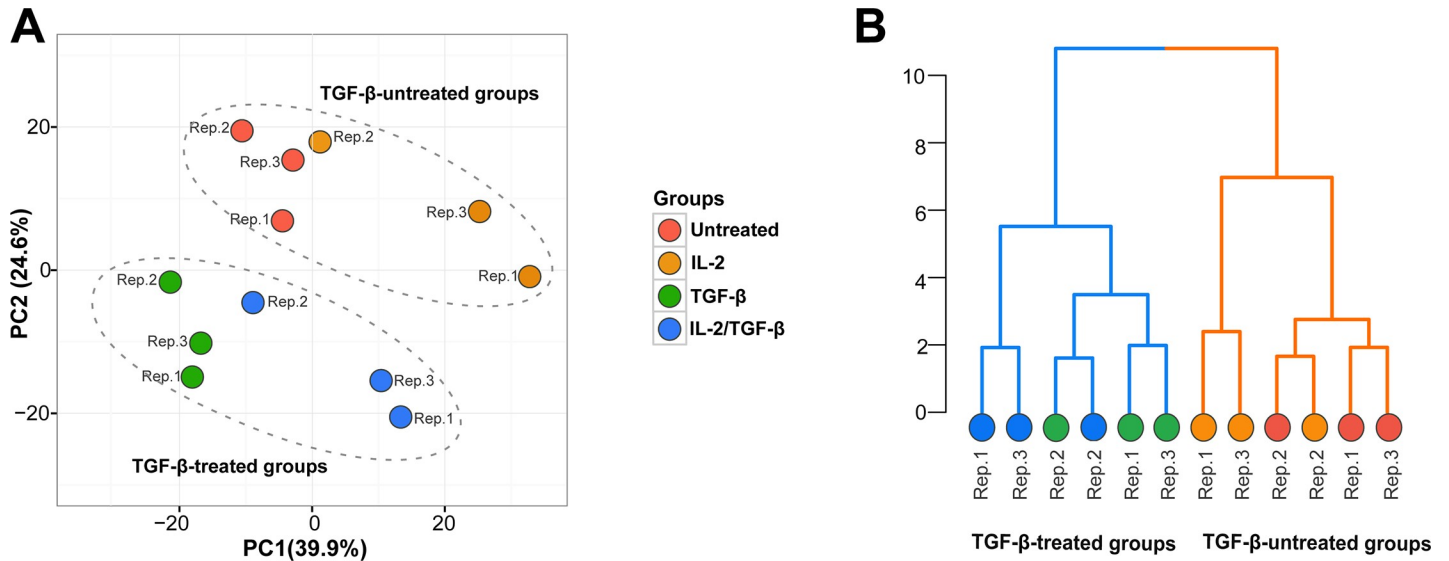 A
TGF-β-untreated groups
Rep.2
Rep.2
Rep.3
Rep.1
Rep.3
Rep.1
Rep.2
Rep.2
Rep.3
Rep.1
Rep.3
Rep.1
TGF-β-treated groups
20
0
−20
PC2 (24.6%)
−20
0
20
PC1(39.9%)
Groups
Untreated
IL-2
TGF-β
IL-2/TGF-β
B
10
8
6
4
2
0
Rep.1
Rep.3
Rep.2
Rep.2
Rep.1
Rep.3
Rep.1
Rep.3
Rep.2
Rep.2
Rep.1
Rep.3
TGF-β-treated groups
TGF-β-untreated groups